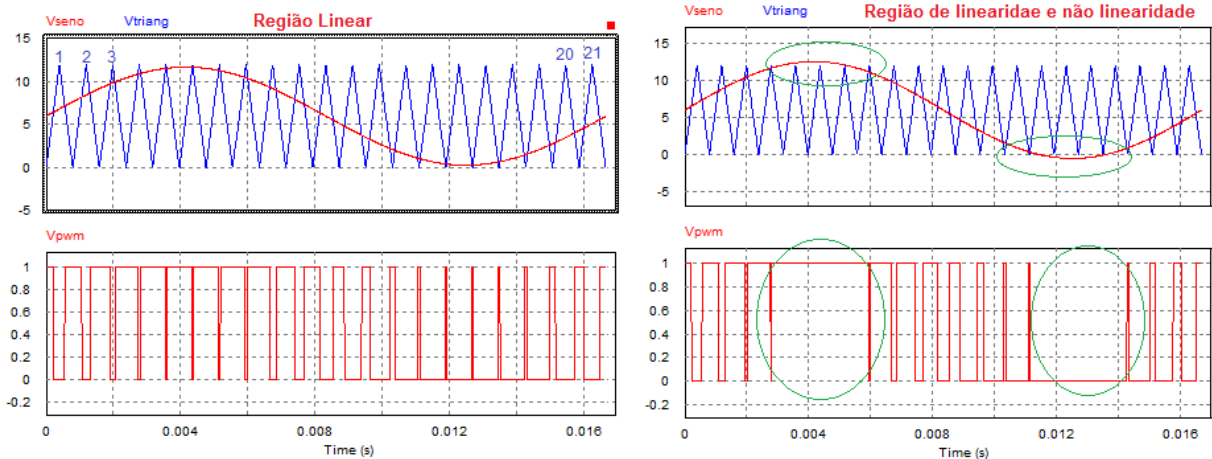 Vseno Vtriang Região Linear
15
10
5
0
-5
1 2 3 20 21
Vpwm
1
0.8
0.6
0.4
0.2
0
-0.2
0 0.004 0.008 0.012 0.016
Time (s)
Vseno Vtriang Região de linearidae e não linearidade
15
10
5
0
-5
Vpwm
1
0.8
0.6
0.4
0.2
0
-0.2
0 0.004 0.008 0.012 0.016
Time (s)